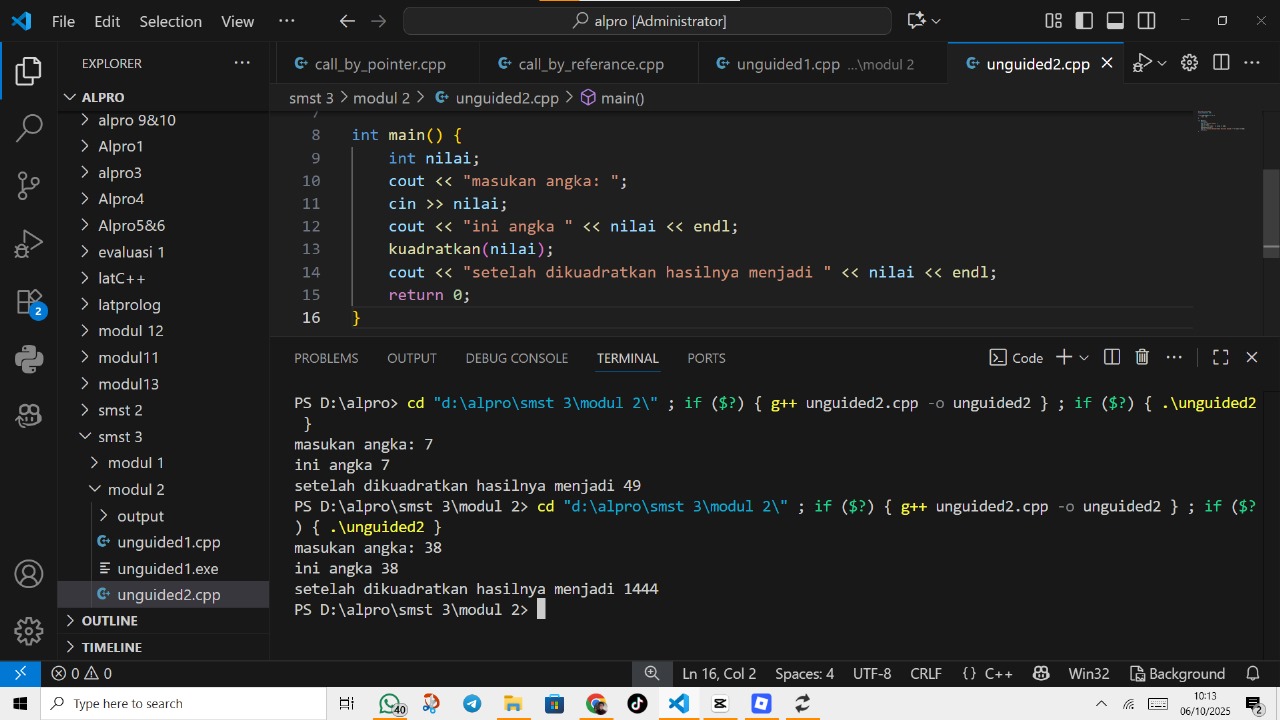 File Edit Selection View ··· alpro [Administrator]
EXPLORER ···
call_by_pointer.cpp call_by_referance.cpp unguided1.cpp ...\modul 2 unguided2.cpp
smst 3 > modul 2 > unguided2.cpp > main()
ALPRO
alpro 9&10
Alpro1
alpro3
Alpro4
Alpro5&6
evaluasi 1
latC++
latprolog
modul 12
modul11
modul13
smst 2
smst 3
modul 1
modul 2
output
unguided1.cpp
unguided1.exe
unguided2.cpp
OUTLINE
TIMELINE
2
7
8 int main() {
9 int nilai;
10 cout << "masukan angka: ";
11 cin >> nilai;
12 cout << "ini angka " << nilai << endl;
13 kuadratkan(nilai);
14 cout << "setelah dikuadratkan hasilnya menjadi " << nilai << endl;
15 return 0;
16 }
PROBLEMS OUTPUT DEBUG CONSOLE TERMINAL PORTS Code
PS D:\alpro> cd "d:\alpro\smst 3\modul 2\" ; if ($?) { g++ unguided2.cpp -o unguided2 } ; if ($?) { .\unguided2
}
masukan angka: 7
ini angka 7
setelah dikuadratkan hasilnya menjadi 49
PS D:\alpro\smst 3\modul 2> cd "d:\alpro\smst 3\modul 2\" ; if ($?) { g++ unguided2.cpp -o unguided2 } ; if ($?
) { .\unguided2 }
masukan angka: 38
ini angka 38
setelah dikuadratkan hasilnya menjadi 1444
PS D:\alpro\smst 3\modul 2>
0 0 Ln 16, Col 2 Spaces: 4 UTF-8 CRLF {} C++ Win32 Background
Type here to search 40 10:13
06/10/2025 2